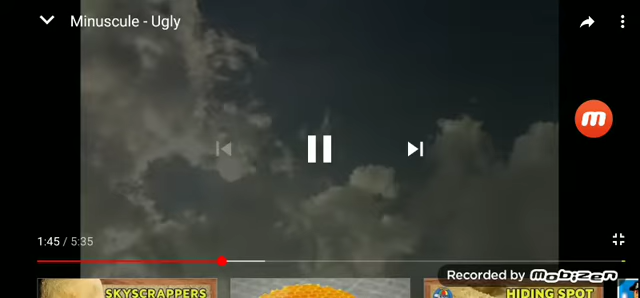 Minuscule - Ugly
m
1:45 / 5:35
Recorded by MOBIZEN
SKYSCRAPPERS
HIDING SPOT